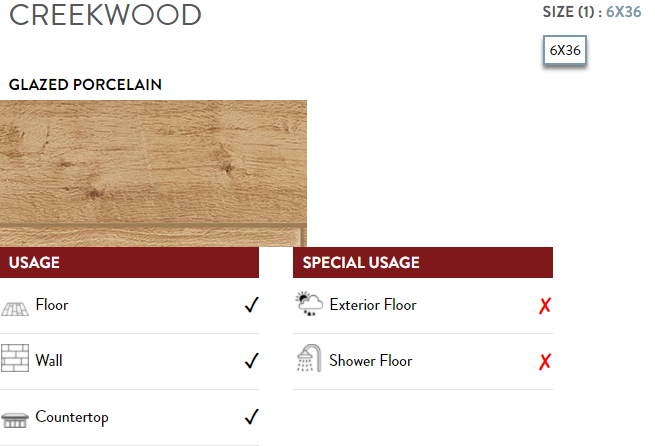 CREEKWOOD
SIZE (1) : 6X36
6X36
GLAZED PORCELAIN
USAGE
Floor ✓
Wall ✓
Countertop ✓
SPECIAL USAGE
Exterior Floor ✗
Shower Floor ✗